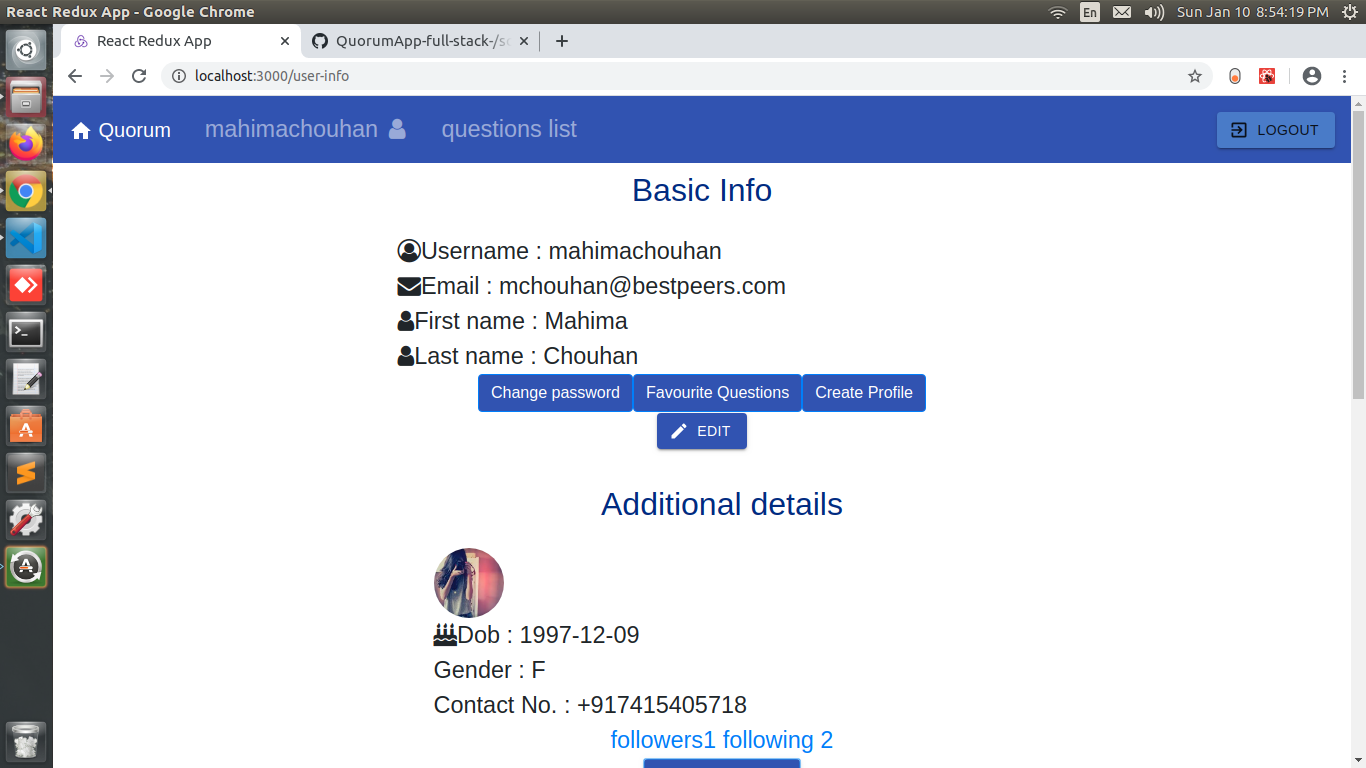 React Redux App - Google Chrome
En
Sun Jan 10 8:54:19 PM
React Redux App
QuorumApp-full-stack-/
localhost:3000/user-info
Quorum
mahimachouhan
questions list
LOGOUT
Basic Info
Username : mahimachouhan
Email : mchouhan@bestpeers.com
First name : Mahima
Last name : Chouhan
Change password
Favourite Questions
Create Profile
EDIT
Additional details
Dob : 1997-12-09
Gender : F
Contact No. : +917415405718
followers1 following 2